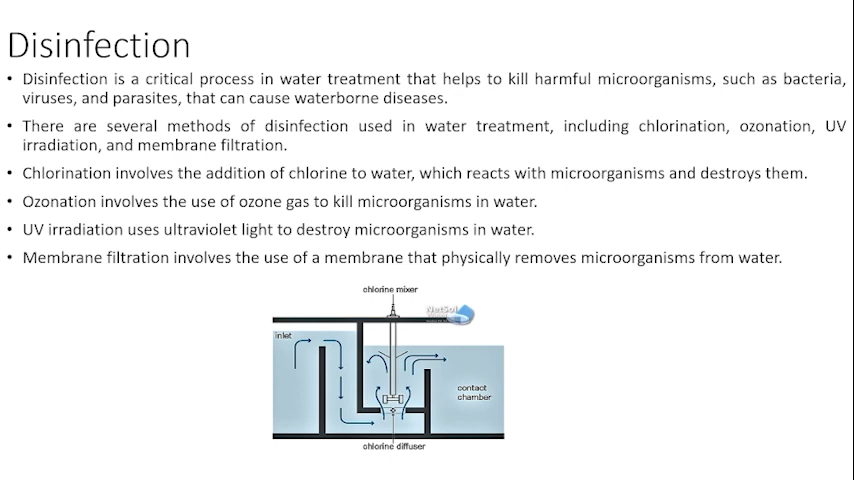 Disinfection
• Disinfection is a critical process in water treatment that helps to kill harmful microorganisms, such as bacteria,
viruses, and parasites, that can cause waterborne diseases.
• There are several methods of disinfection used in water treatment, including chlorination, ozonation, UV
irradiation, and membrane filtration.
• Chlorination involves the addition of chlorine to water, which reacts with microorganisms and destroys them.
• Ozonation involves the use of ozone gas to kill microorganisms in water.
• UV irradiation uses ultraviolet light to destroy microorganisms in water.
• Membrane filtration involves the use of a membrane that physically removes microorganisms from water.
chlorine mixer
NetSol
inlet
contact
chamber
chlorine diffuser